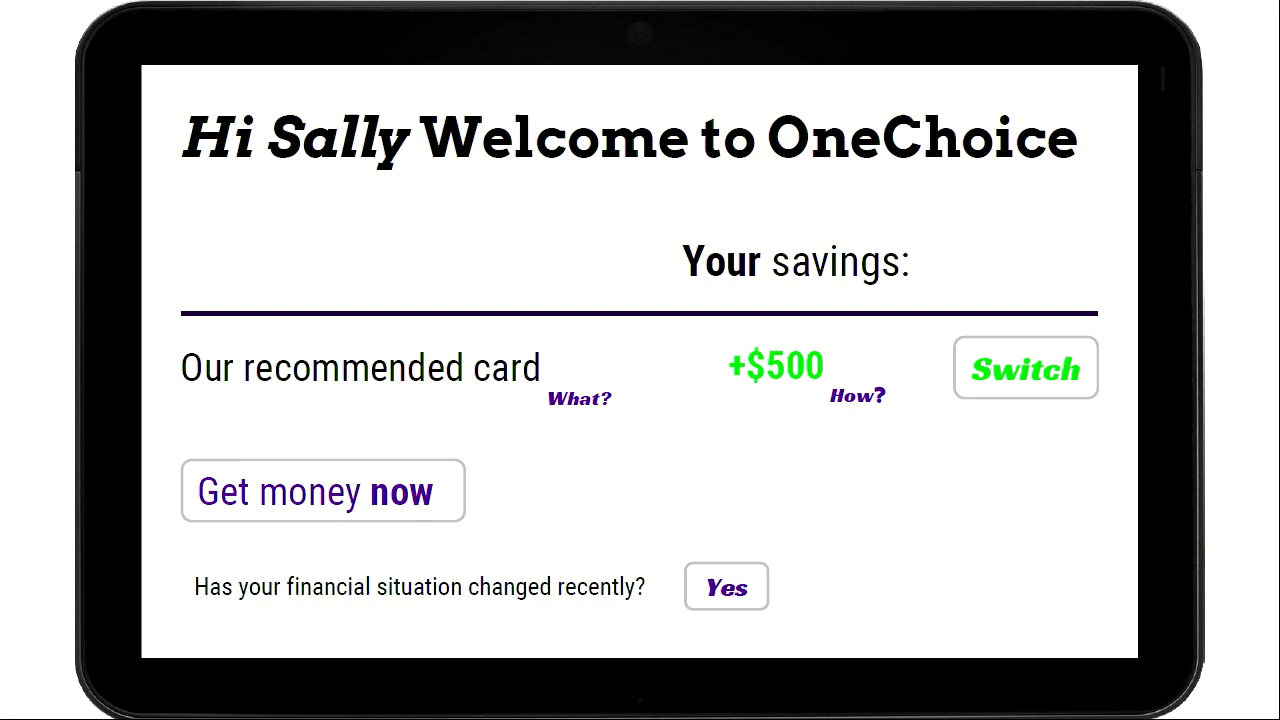 Hi Sally Welcome to OneChoice
Your savings:
Our recommended card What? +$500 How? Switch
Get money now
Has your financial situation changed recently? Yes